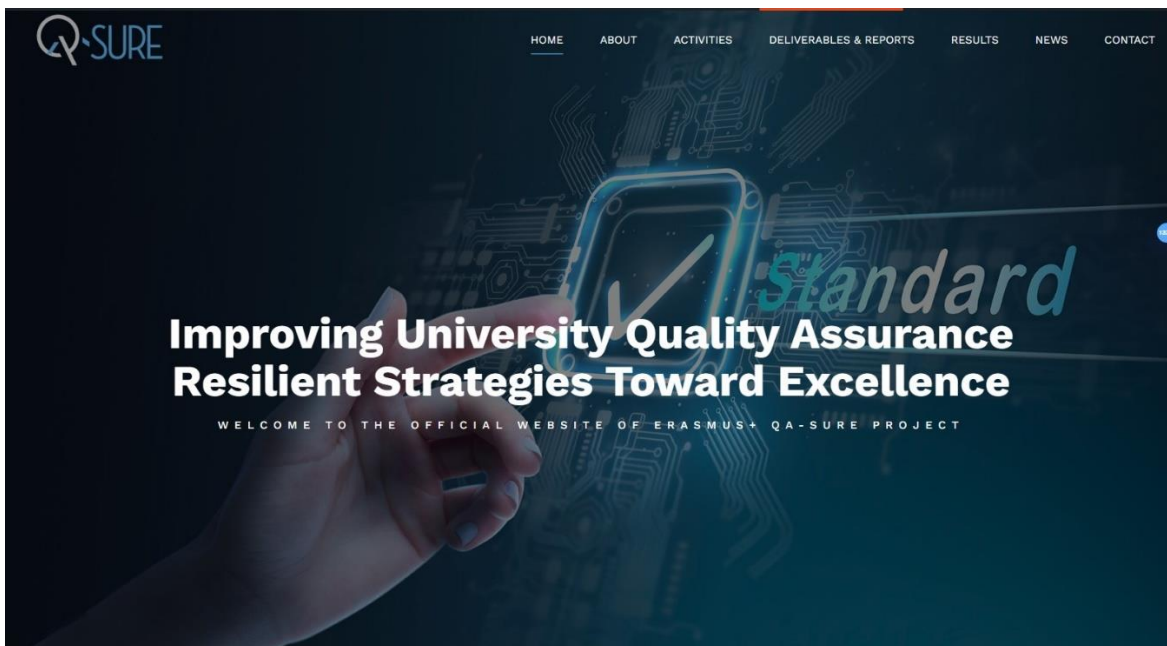 Q-SURE
HOME ABOUT ACTIVITIES DELIVERABLES & REPORTS RESULTS NEWS CONTACT
Standard
Improving University Quality Assurance
Resilient Strategies Toward Excellence
WELCOME TO THE OFFICIAL WEBSITE OF ERASMUS+ QA-SURE PROJECT